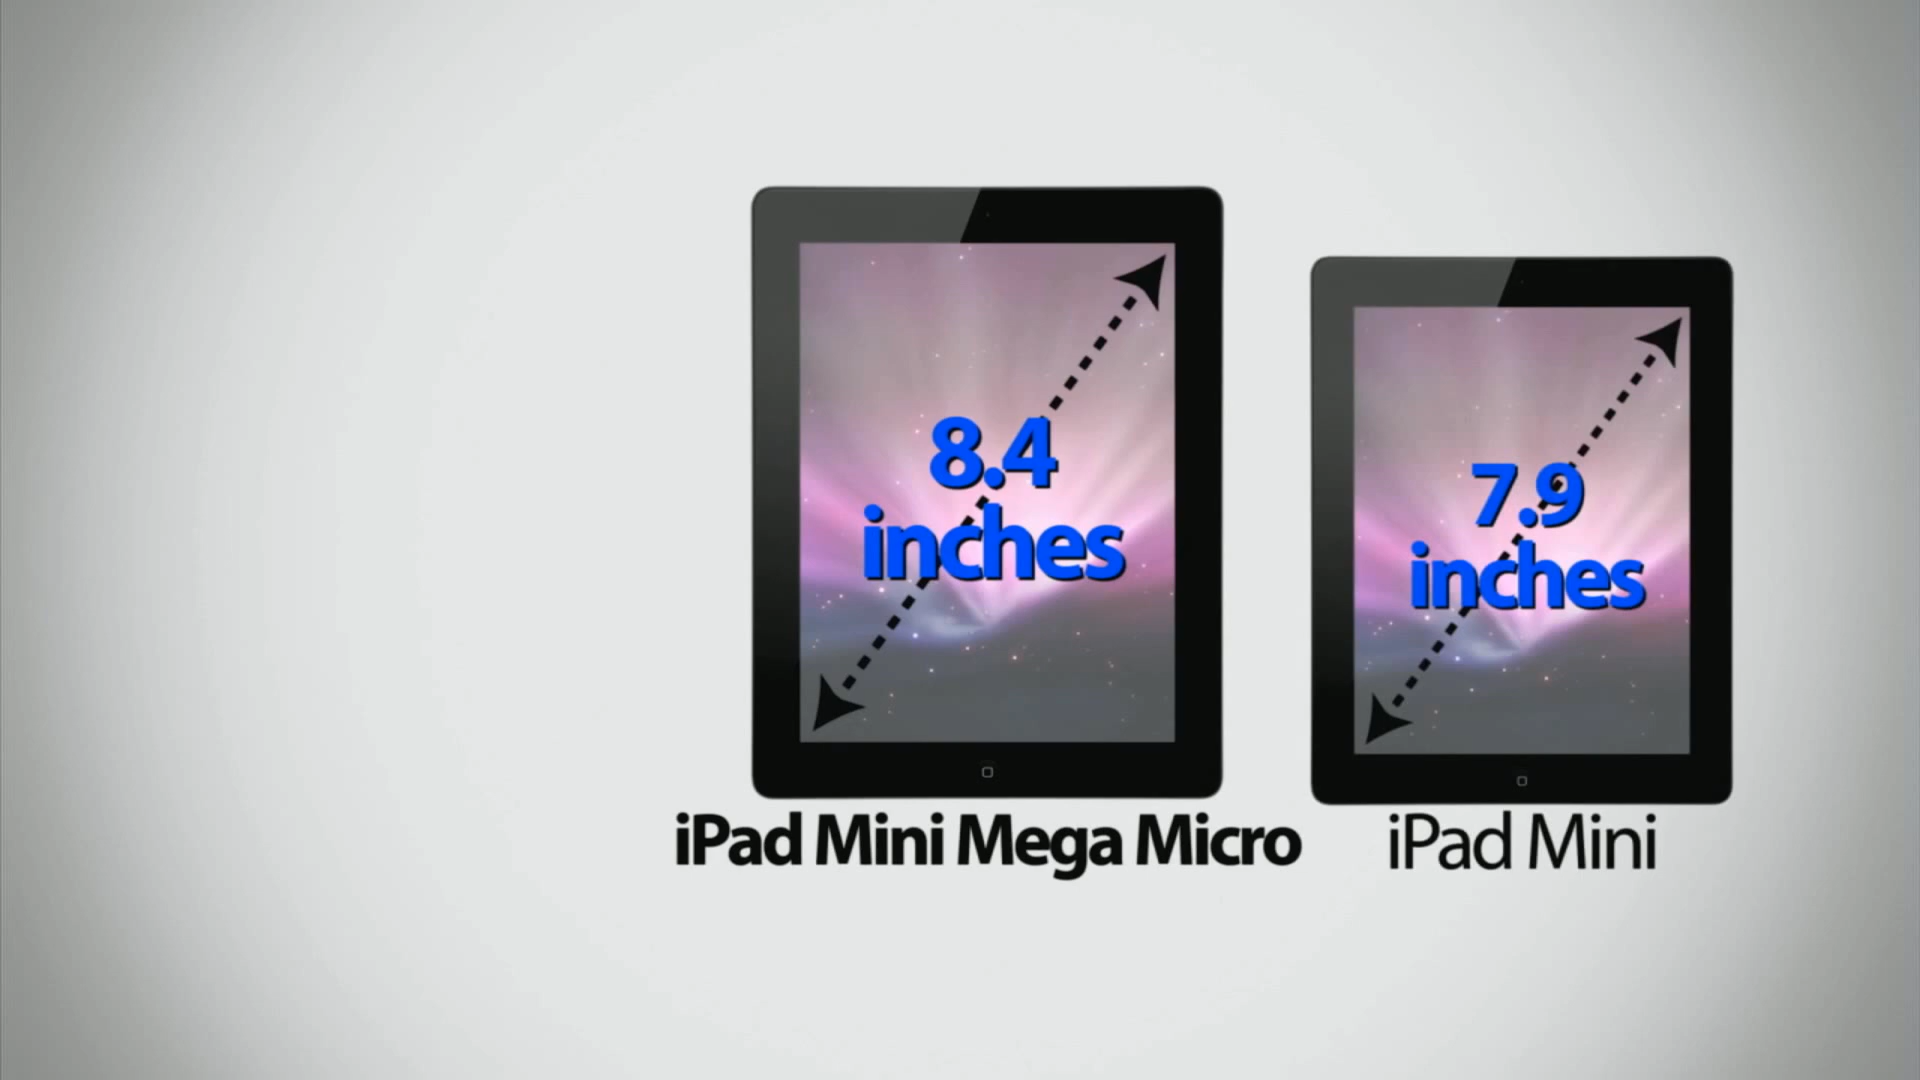 8.4
inches
7.9
inches
iPad Mini Mega Micro
iPad Mini